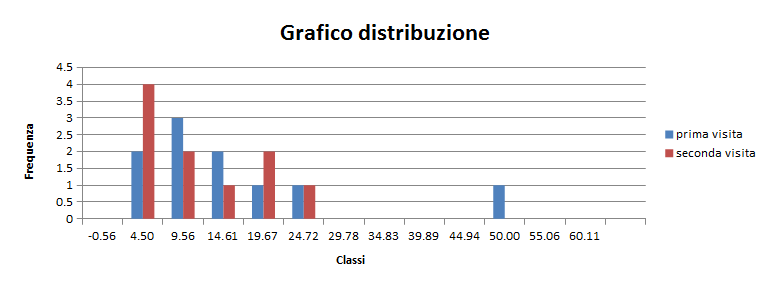 Grafico distribuzione
4.5
4
3.5
3
2.5
2
1.5
1
0.5
0
Frequenza
-0.56 4.50 9.56 14.61 19.67 24.72 29.78 34.83 39.89 44.94 50.00 55.06 60.11
Classi
prima visita
seconda visita